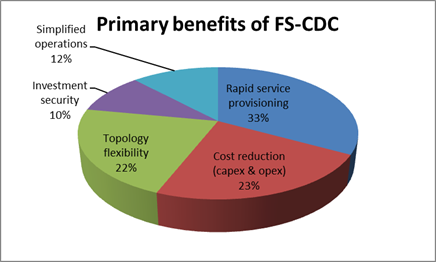 Primary benefits of FS-CDC
Simplified
operations
12%
Investment
security
10%
Topology
flexibility
22%
Rapid service
provisioning
33%
Cost reduction
(capex & opex)
23%